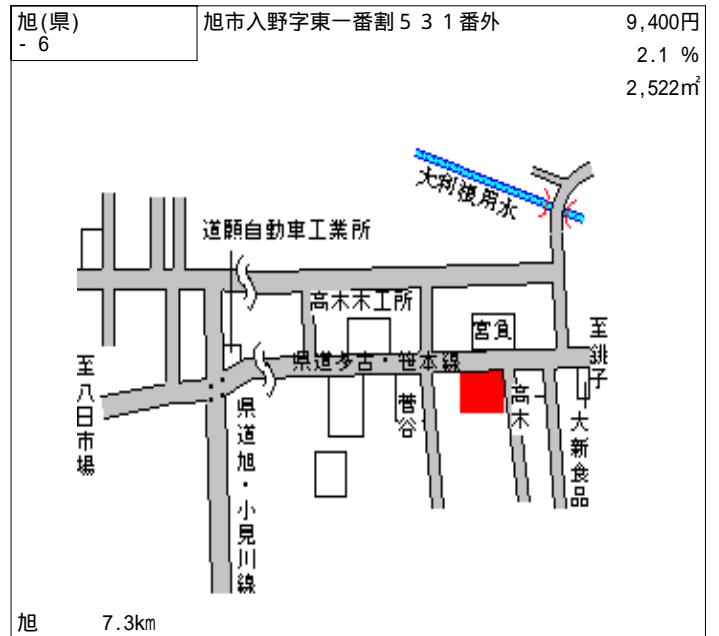 旭(県)
- 6
旭市入野字東一番割５３１番外
9,400円
2.1 %
2,522㎡
大利根用水
道願自動車工業所
高木木工所
宮負
至銚子
県道多古・笹本線
至八日市場
菅谷
高木
大新食品
県道旭・小見川線
旭 7.3km